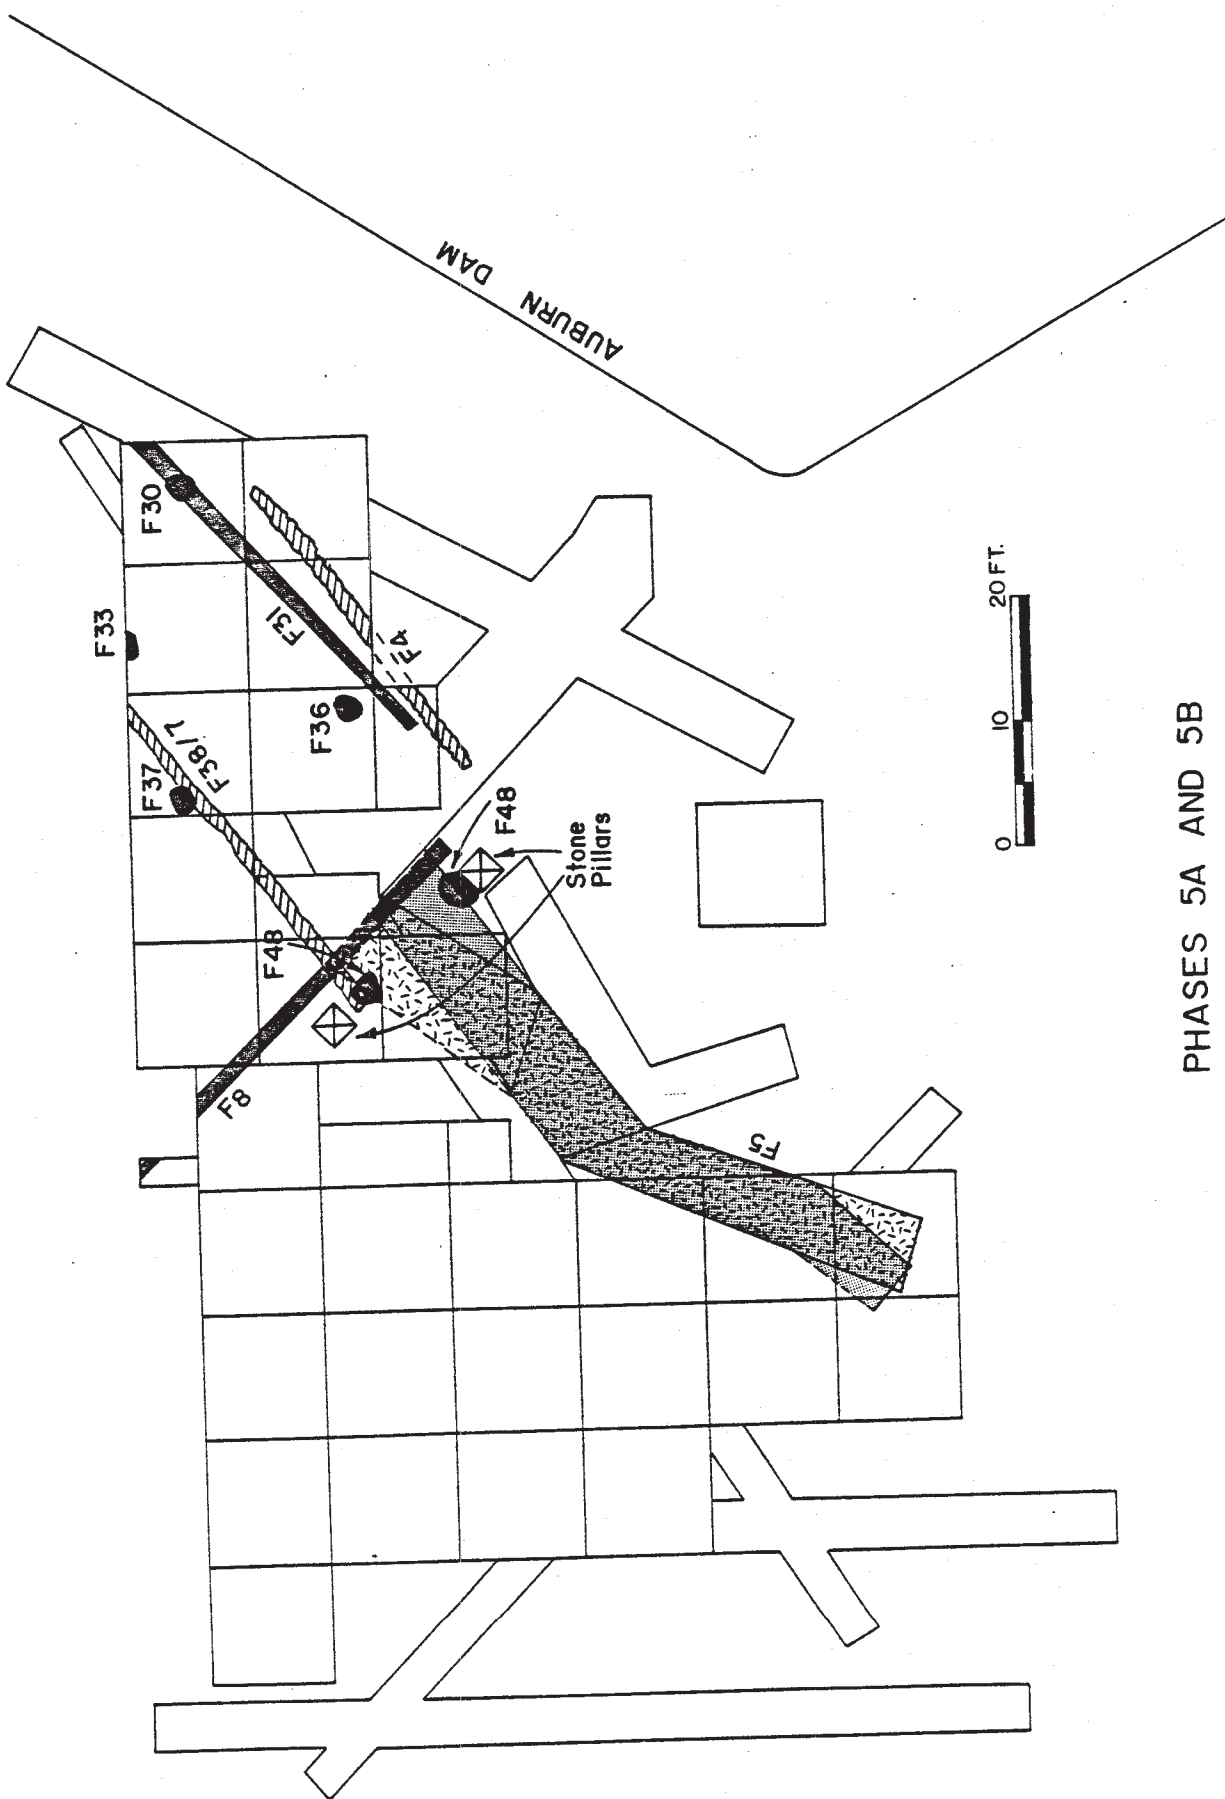 AUBURN DAM
F30
F33
F31
F4
F36
F37
F38/7
F48
F48
Stone
Pillars
F8
F5
0 10 20 FT.
PHASES 5A AND 5B